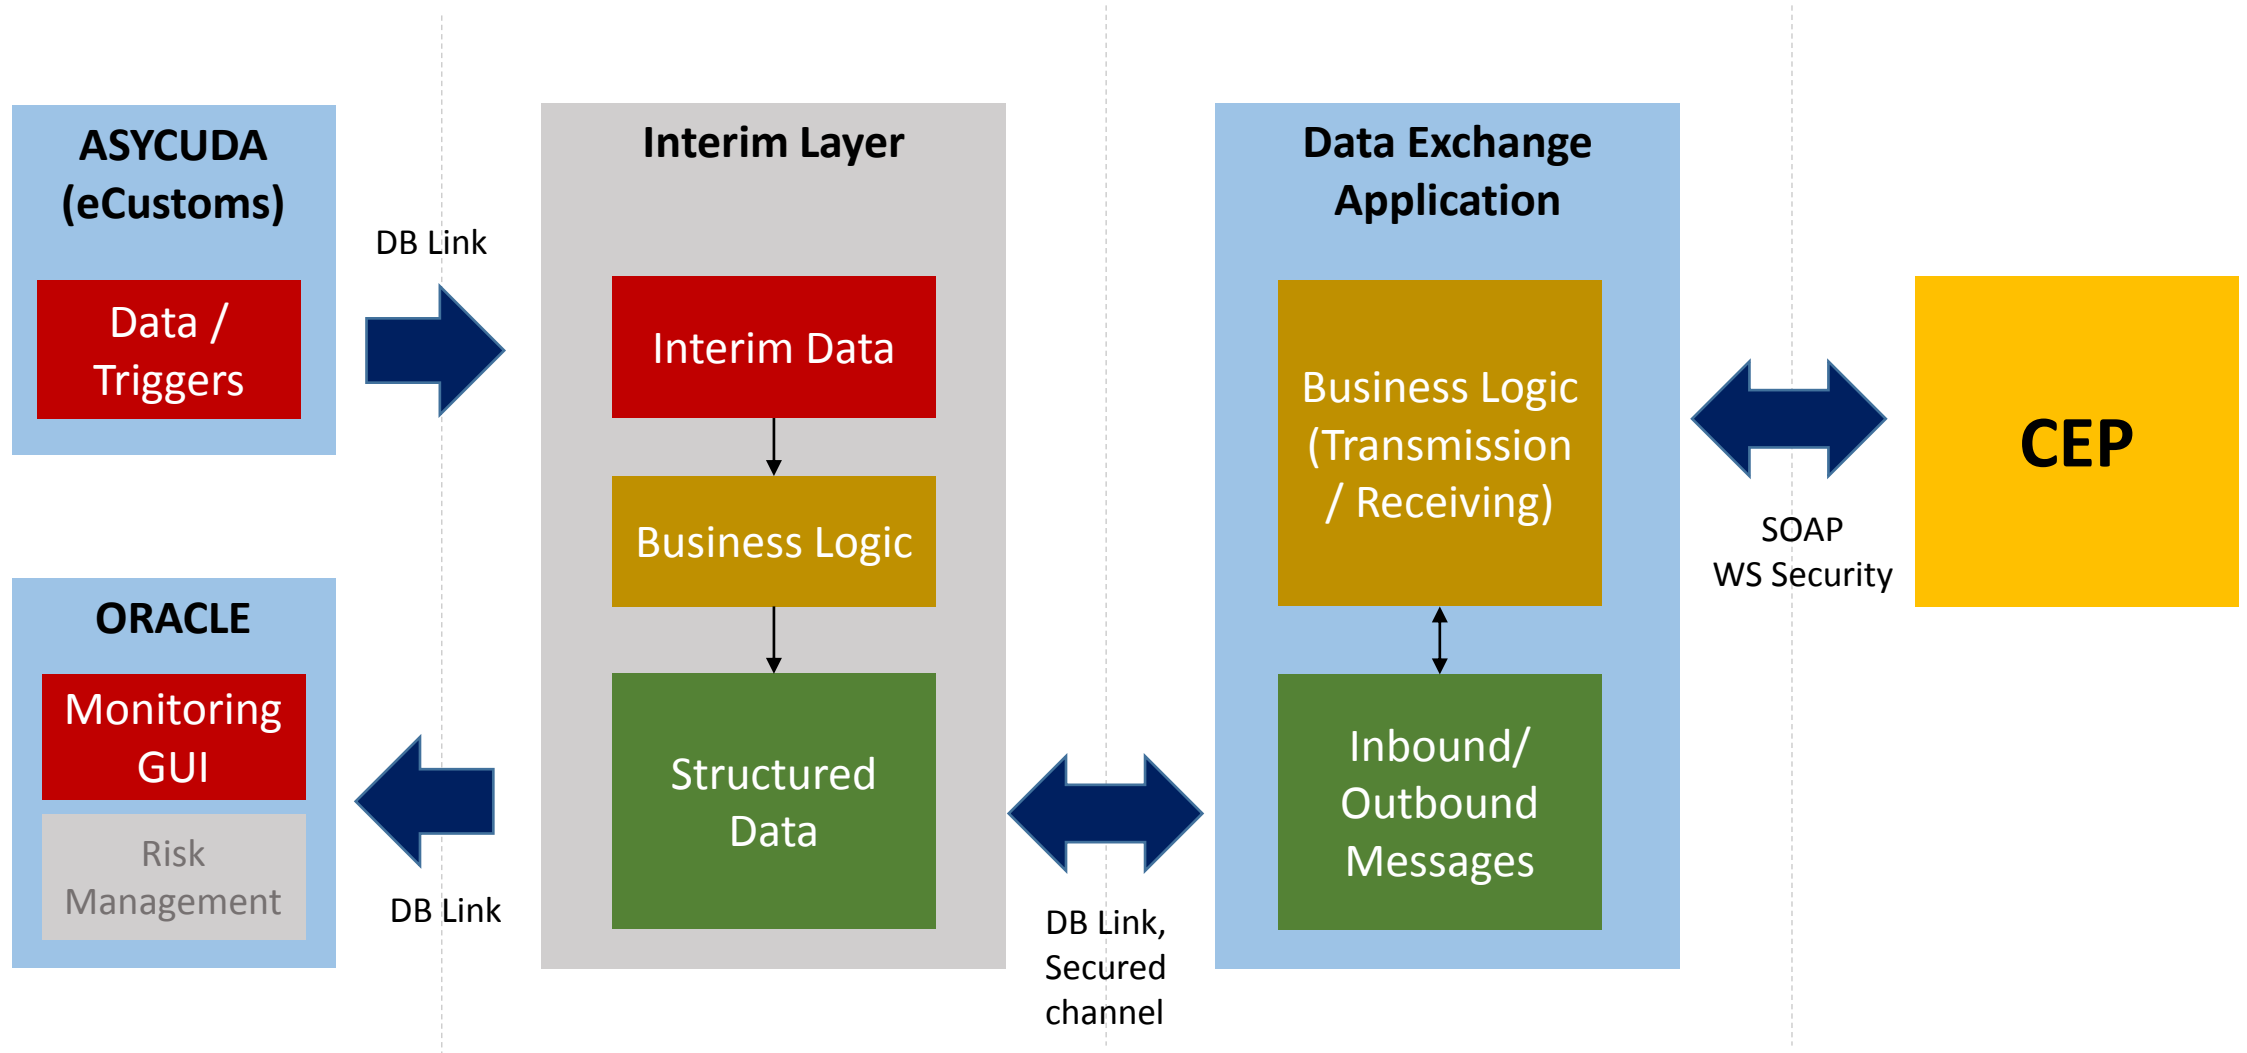 ASYCUDA
(eCustoms)
Data /
Triggers
DB Link
ORACLE
Monitoring
GUI
Risk
Management
DB Link
Interim Layer
Interim Data
Business Logic
Structured
Data
DB Link,
Secured
channel
Data Exchange
Application
Business Logic
(Transmission
/ Receiving)
Inbound/
Outbound
Messages
SOAP
WS Security
CEP